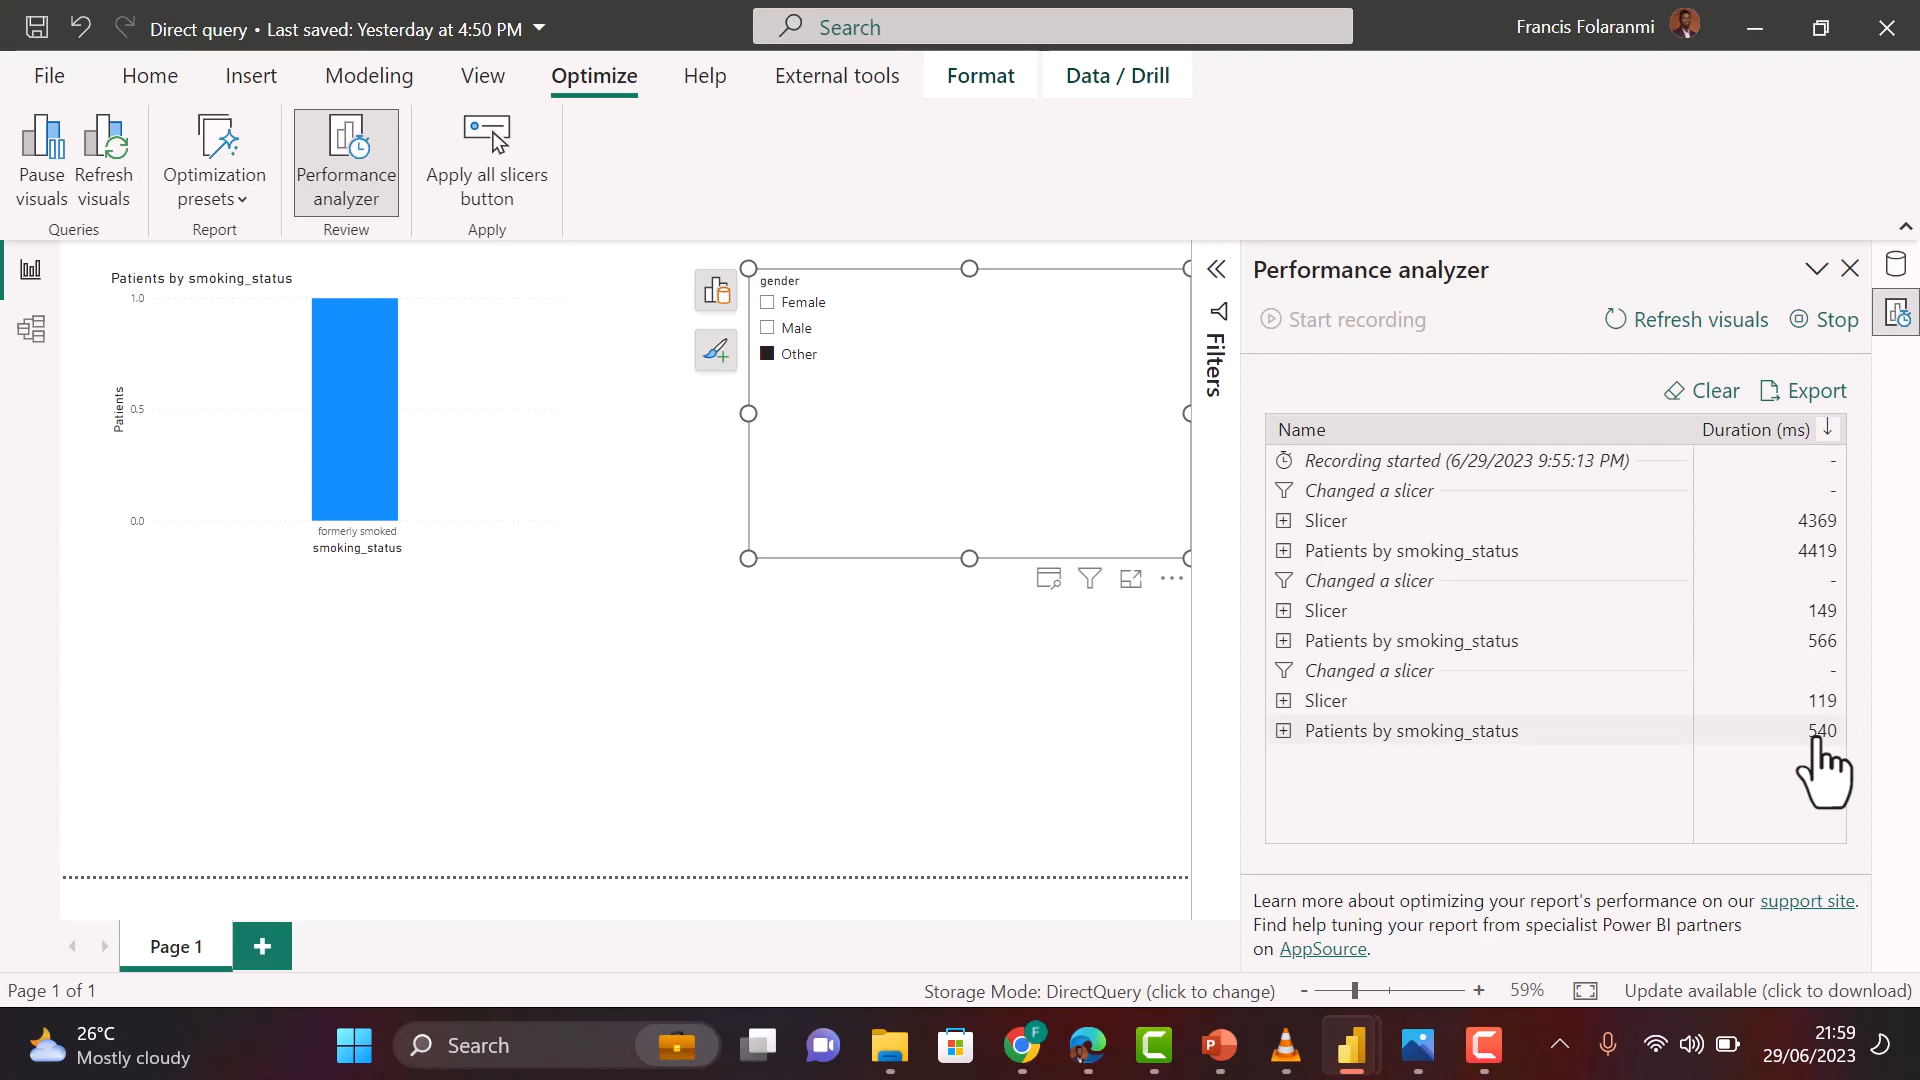 Direct query • Last saved: Yesterday at 4:50 PM
Search
Francis Folaranmi
File
Home
Insert
Modeling
View
Optimize
Help
External tools
Format
Data / Drill
Pause visuals
Refresh visuals
Queries
Optimization presets
Report
Performance analyzer
Review
Apply all slicers button
Apply
Patients by smoking_status
1.0
0.5
0.0
Patients
formerly smoked
smoking_status
gender
Female
Male
Other
Filters
Performance analyzer
Start recording
Refresh visuals
Stop
Clear
Export
Name Duration (ms)
Recording started (6/29/2023 9:55:13 PM) -
Changed a slicer -
Slicer 4369
Patients by smoking_status 4419
Changed a slicer -
Slicer 149
Patients by smoking_status 566
Changed a slicer -
Slicer 119
Patients by smoking_status 540
Learn more about optimizing your report's performance on our support site.
Find help tuning your report from specialist Power BI partners
on AppSource.
Page 1
Page 1 of 1
Storage Mode: DirectQuery (click to change)
- + 59%
Update available (click to download)
26°C
Mostly cloudy
Search
F
21:59
29/06/2023